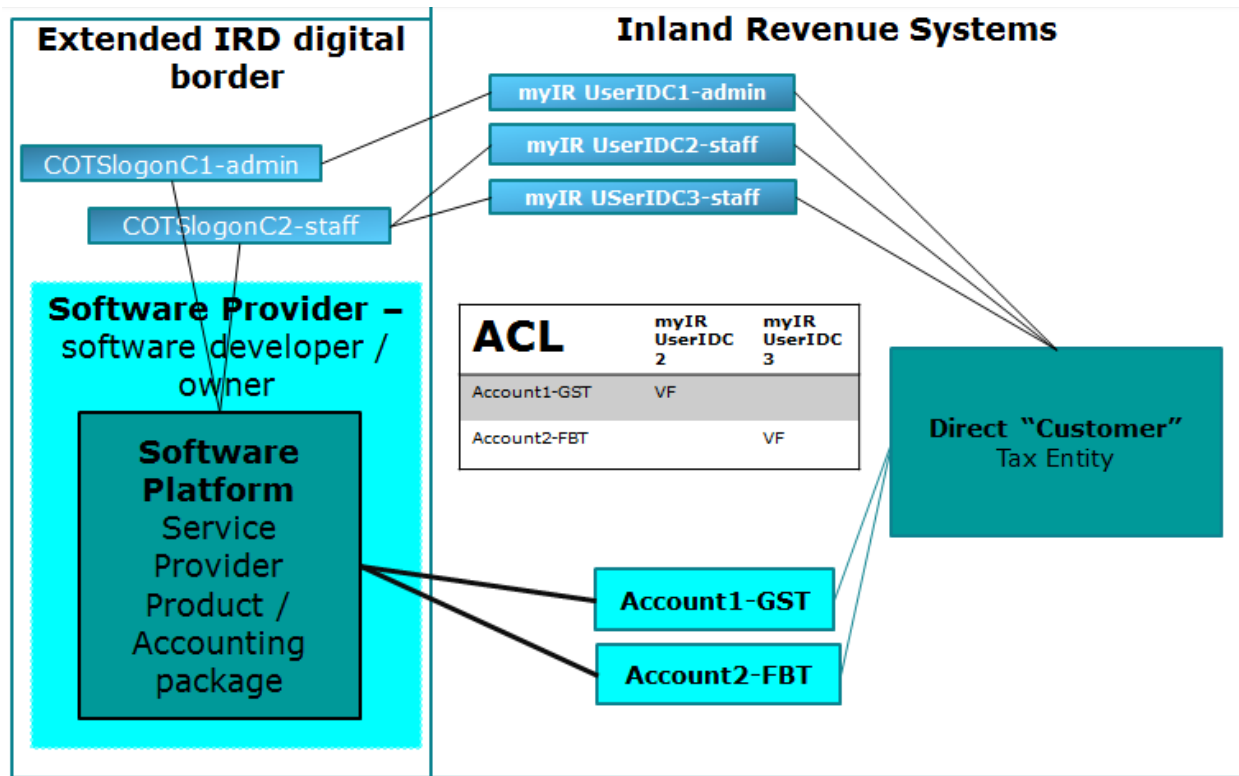 Extended IRD digital
border
Inland Revenue Systems
myIR UserIDC1-admin
myIR UserIDC2-staff
myIR USerIDC3-staff
COTSlogonC1-admin
COTSlogonC2-staff
Software Provider –
software developer /
owner
Software
Platform
Service
Provider
Product /
Accounting
package
ACL
myIR
UserIDC
2
myIR
UserIDC
3
Account1-GST VF
Account2-FBT VF
Direct “Customer”
Tax Entity
Account1-GST
Account2-FBT